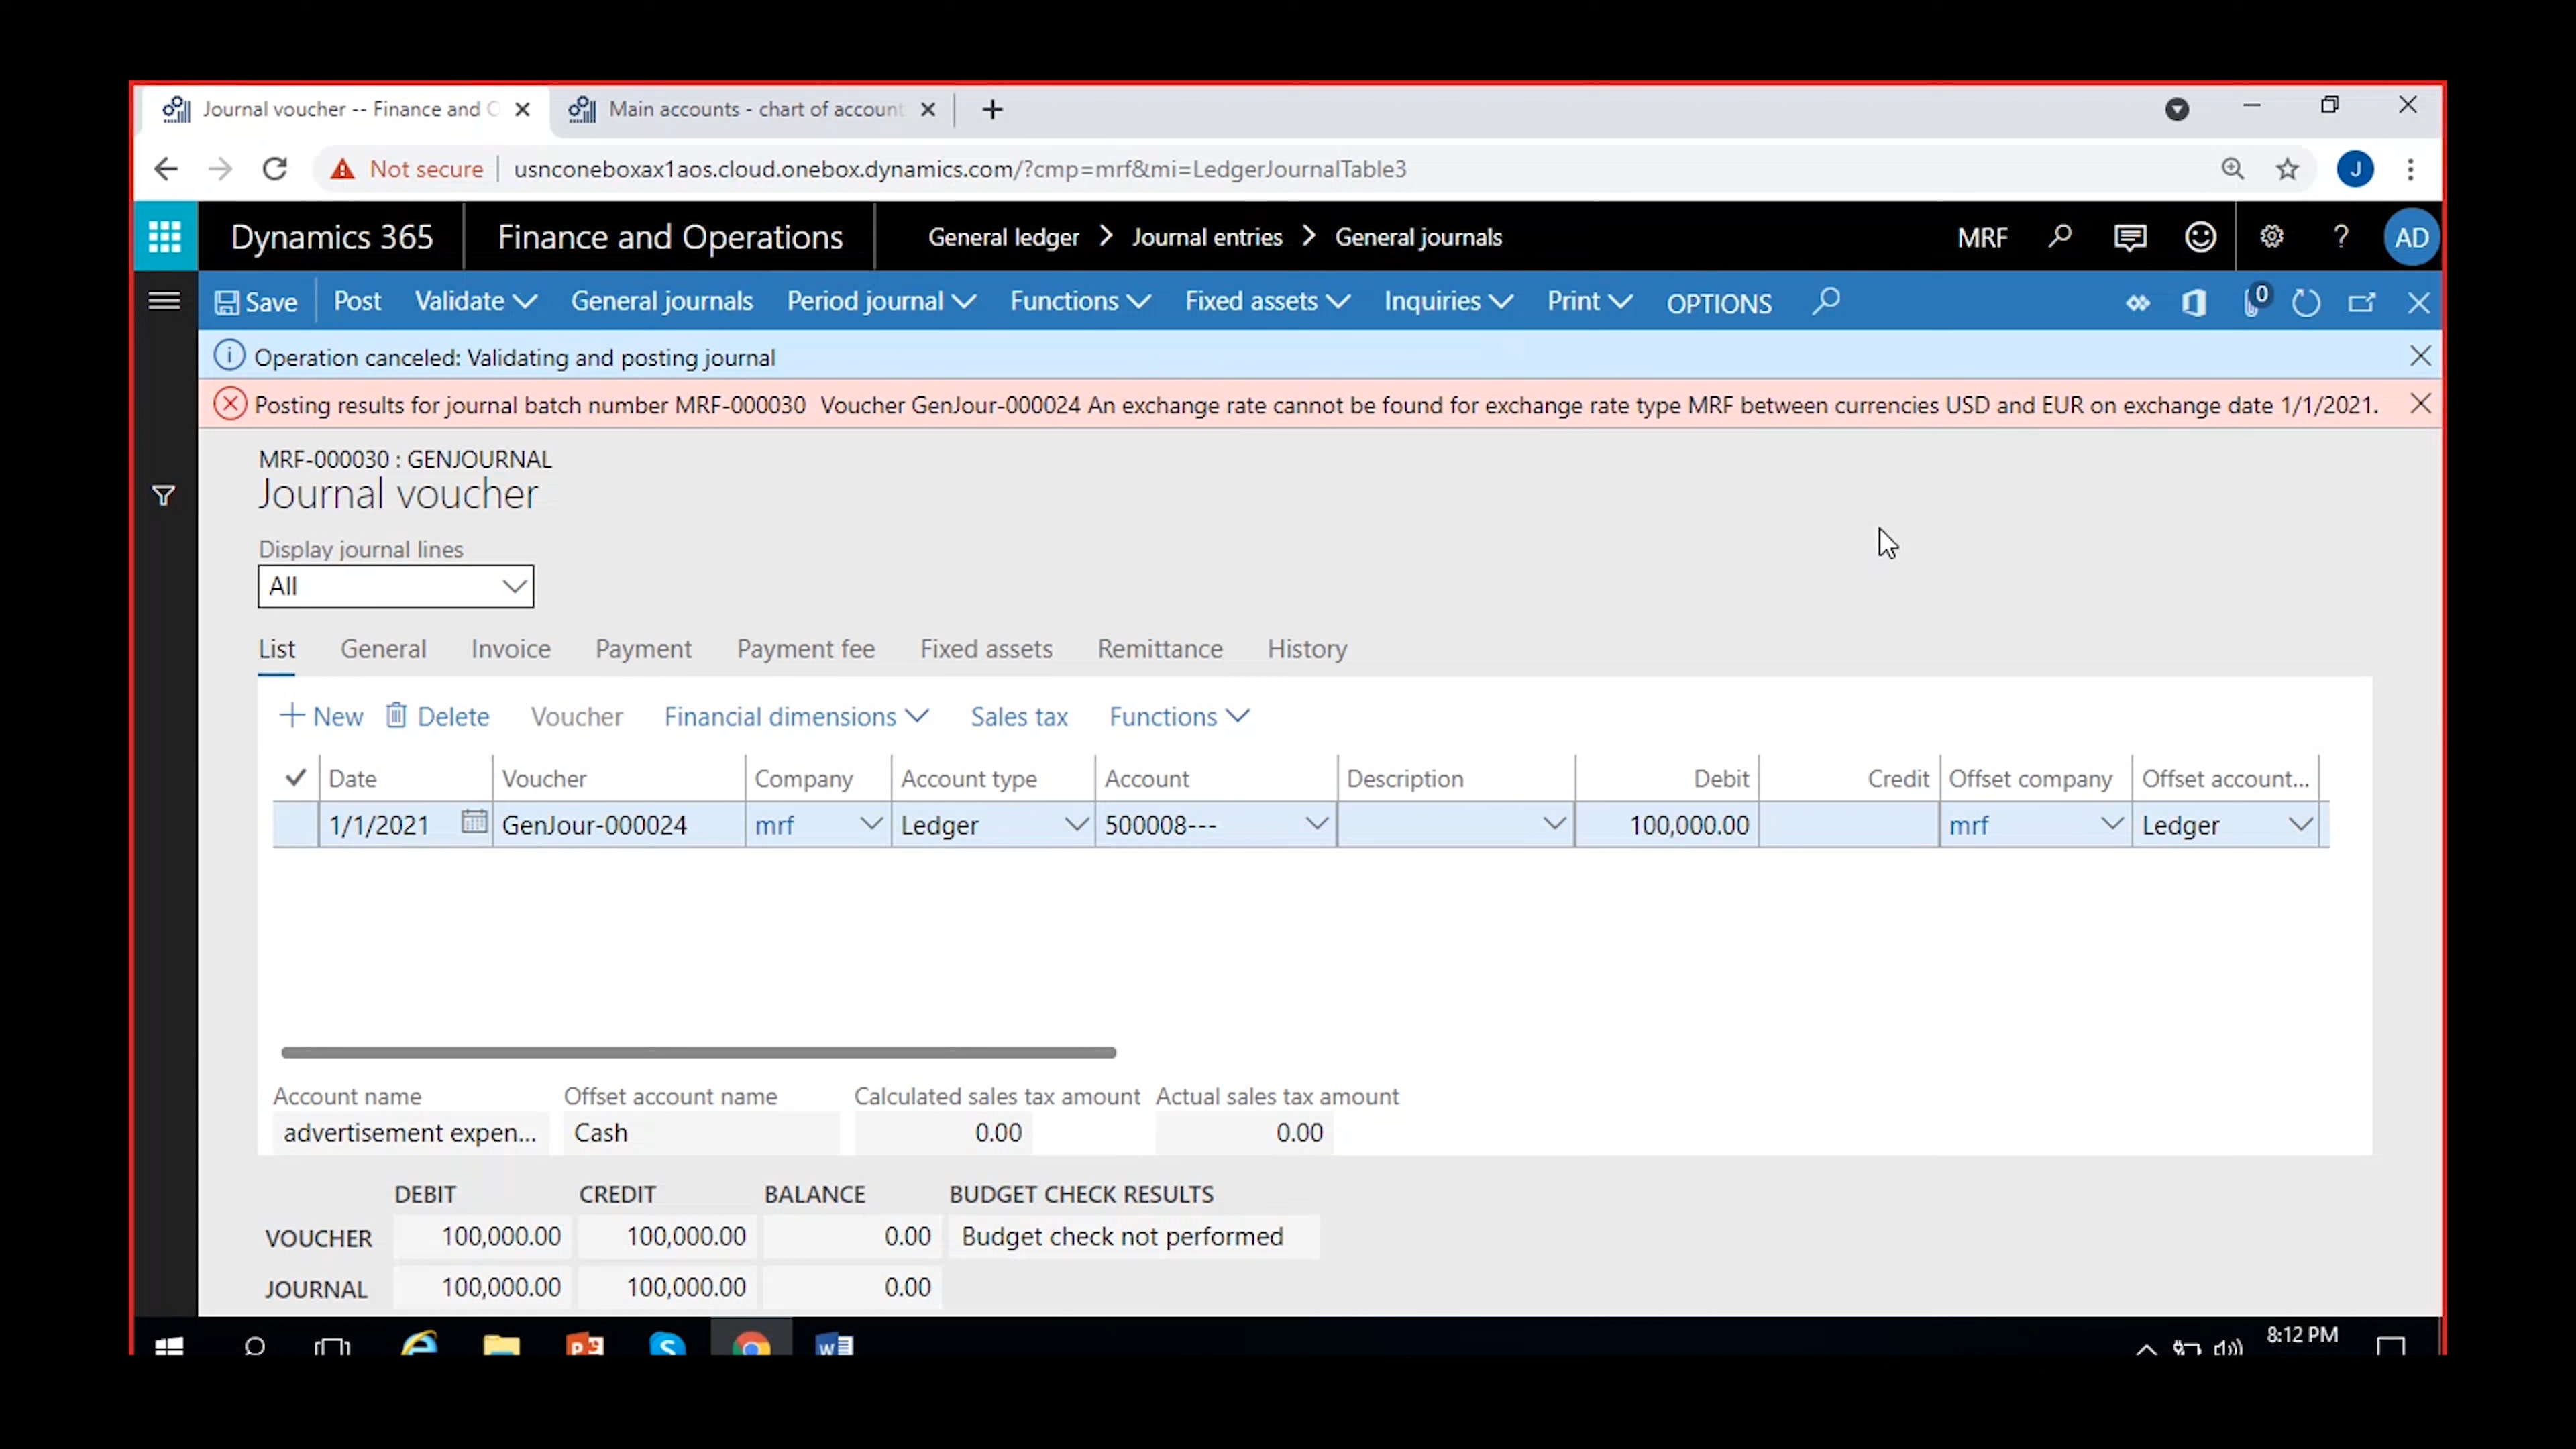 Journal voucher -- Finance and O
Main accounts - chart of account
Not secure usnconeboxax1aos.cloud.onebox.dynamics.com/?cmp=mrf&mi=LedgerJournalTable3 J
Dynamics 365 Finance and Operations General ledger Journal entries General journals MRF ? AD
Save Post Validate General journals Period journal Functions Fixed assets Inquiries Print OPTIONS 0
Operation canceled: Validating and posting journal
Posting results for journal batch number MRF-000030 Voucher GenJour-000024 An exchange rate cannot be found for exchange rate type MRF between currencies USD and EUR on exchange date 1/1/2021.
MRF-000030 : GENJOURNAL
Journal voucher
Display journal lines
All
List General Invoice Payment Payment fee Fixed assets Remittance History
New Delete Voucher Financial dimensions Sales tax Functions
Date Voucher Company Account type Account Description Debit Credit Offset company Offset account...
1/1/2021 GenJour-000024 mrf Ledger 500008--- 100,000.00 mrf Ledger
Account name Offset account name Calculated sales tax amount Actual sales tax amount
advertisement expen... Cash 0.00 0.00
DEBIT CREDIT BALANCE BUDGET CHECK RESULTS
VOUCHER 100,000.00 100,000.00 0.00 Budget check not performed
JOURNAL 100,000.00 100,000.00 0.00
8:12 PM